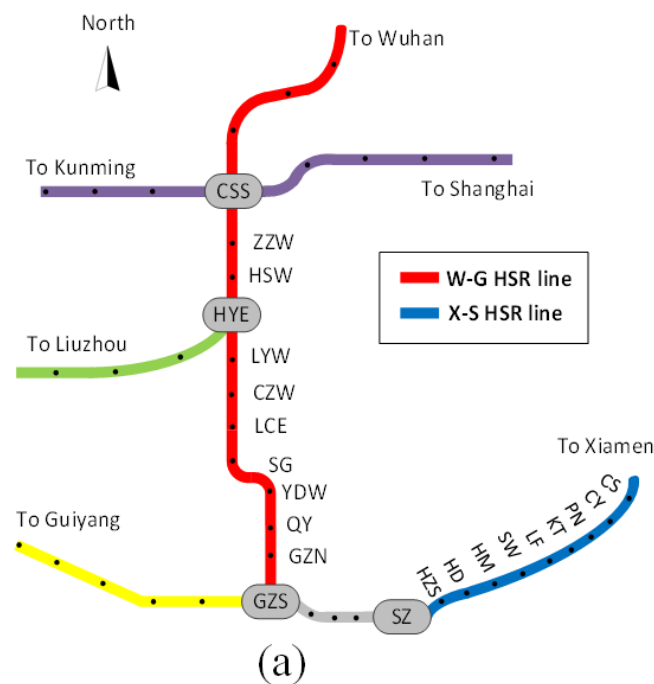 North
To Wuhan
To Kunming
CSS
To Shanghai
ZZW
HSW
W-G HSR line
X-S HSR line
HYE
To Liuzhou
LYW
CZW
LCE
SG
To Xiamen
YDW
To Guiyang
QY
GZN
HZS
HD
HM
SW
LF
KT
PN
CY
CS
GZS
SZ
(a)